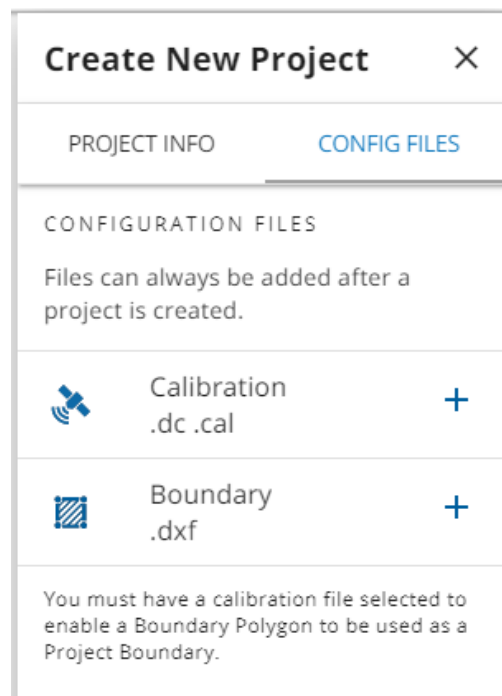 Create New Project
PROJECT INFO
CONFIG FILES
CONFIGURATION FILES
Files can always be added after a
project is created.
Calibration
.dc .cal
Boundary
.dxf
You must have a calibration file selected to
enable a Boundary Polygon to be used as a
Project Boundary.